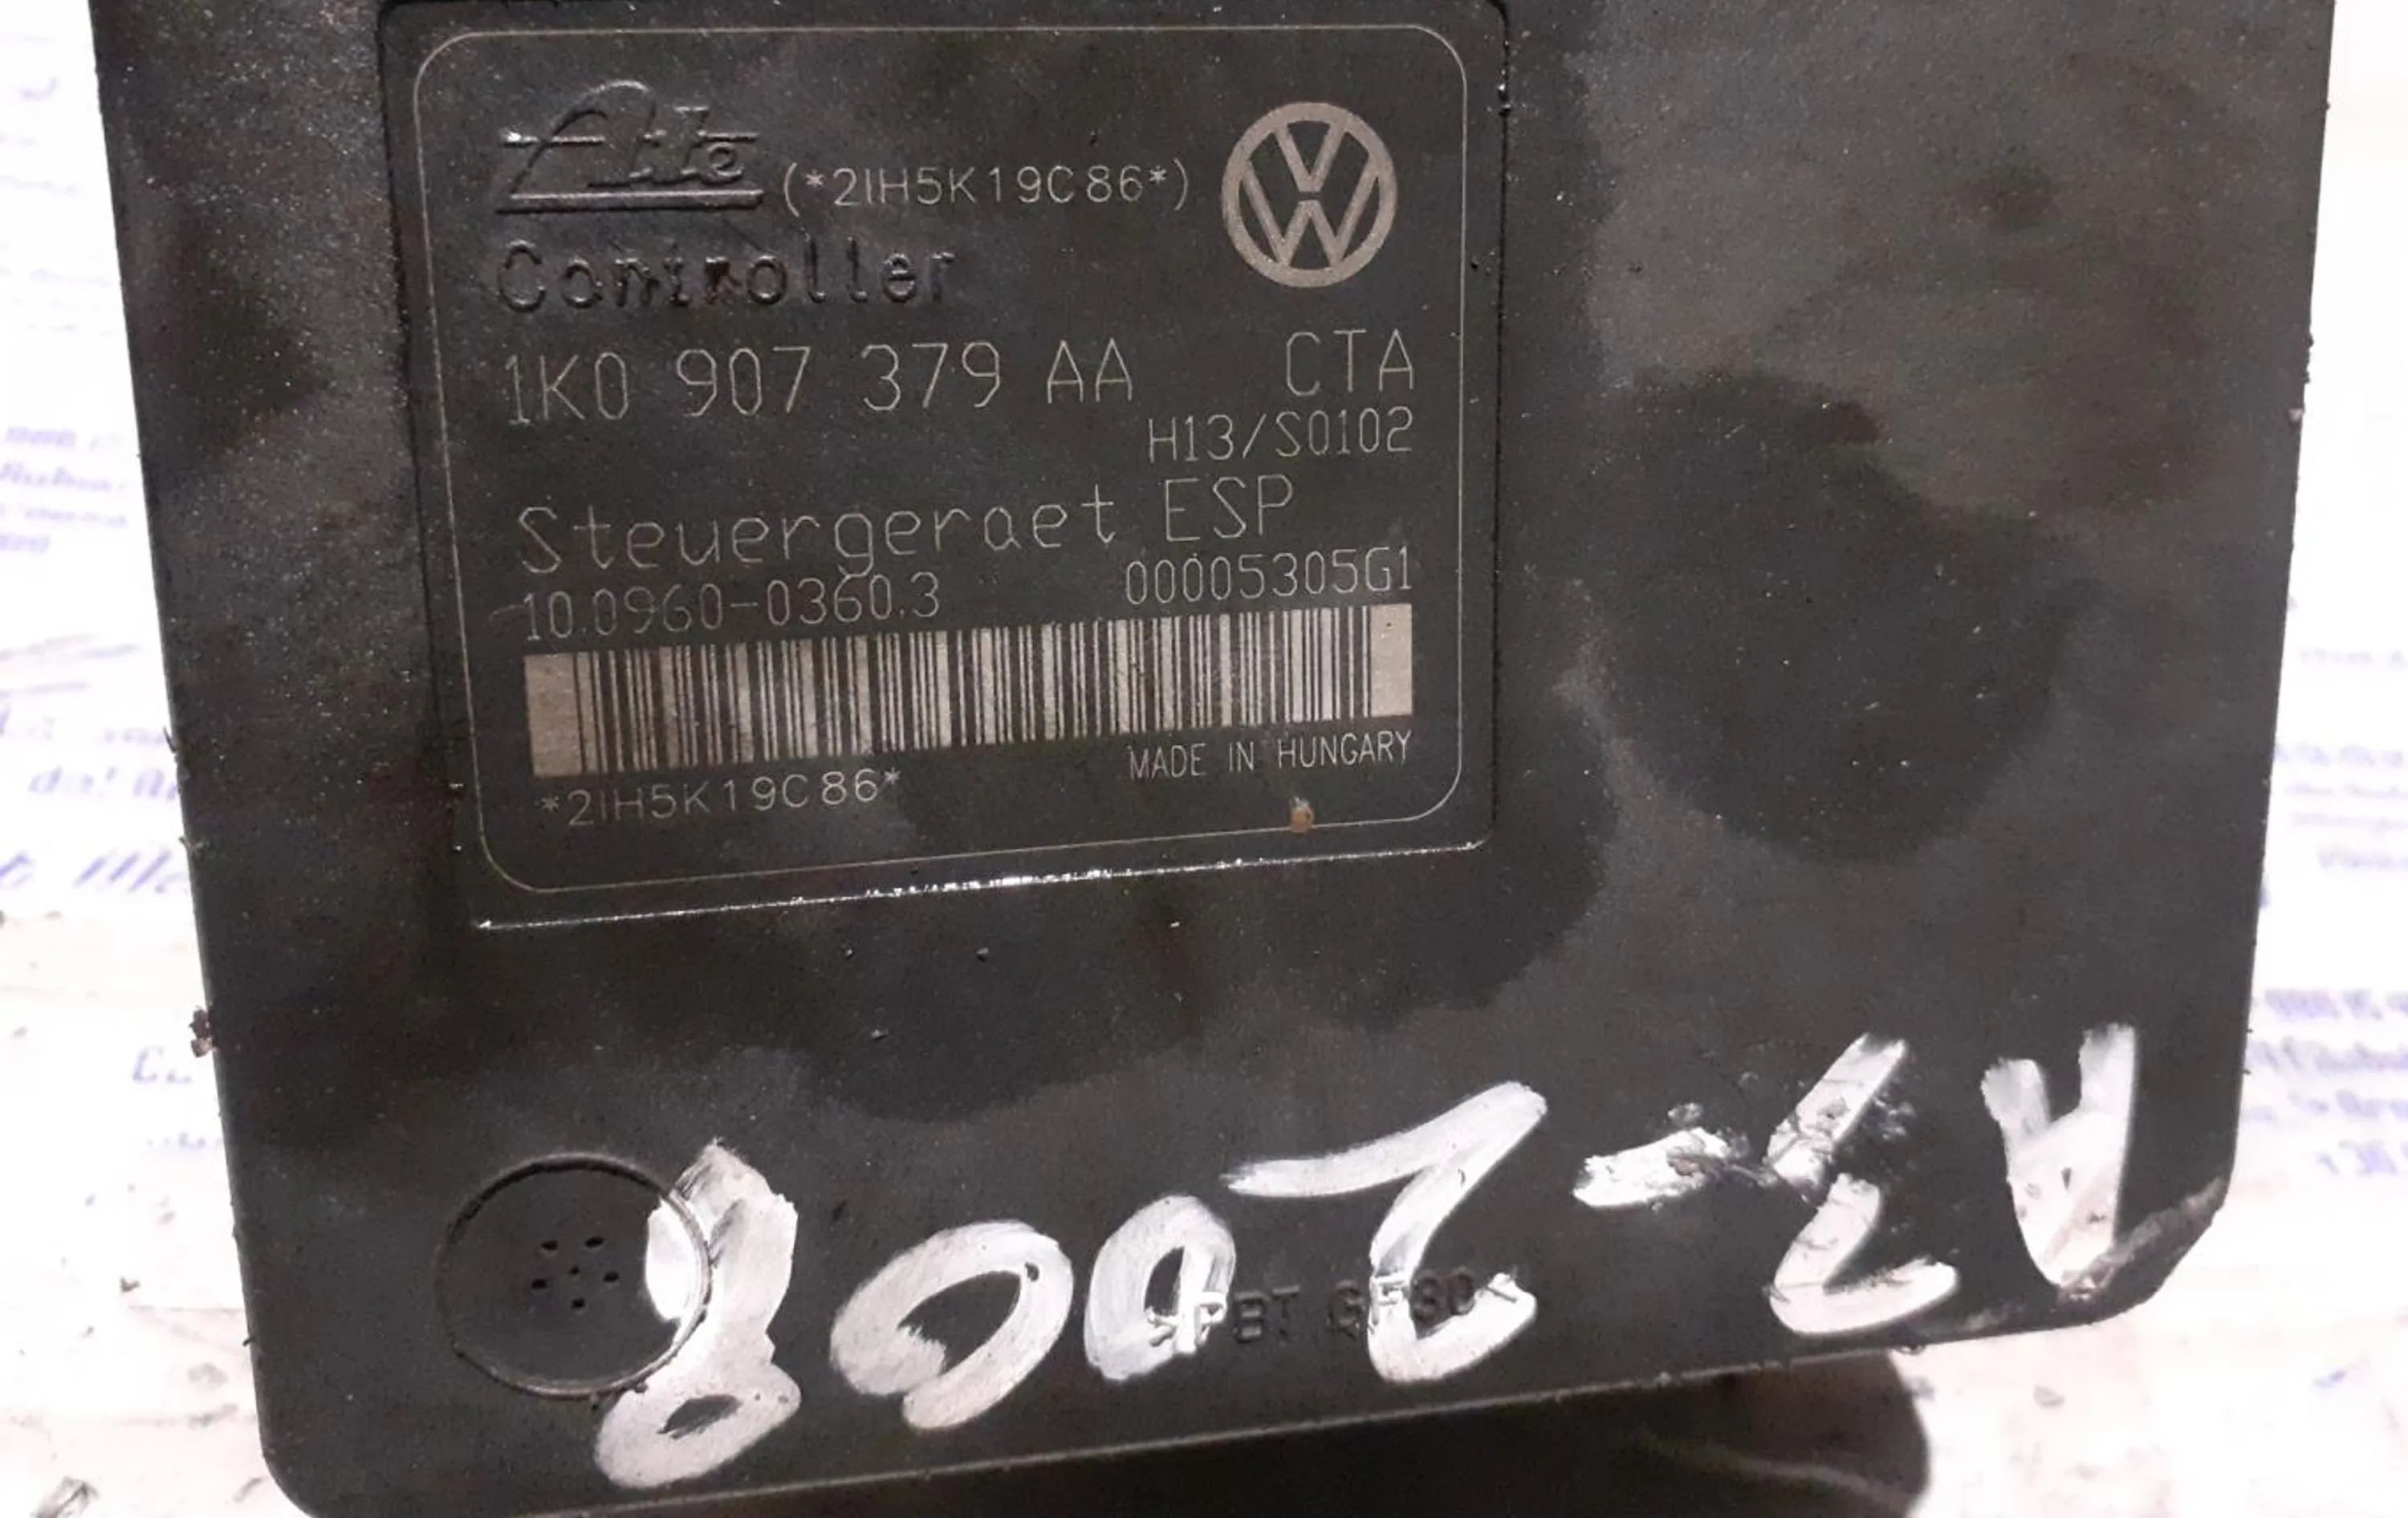 Ate (*2IH5K19C86*)
Controller
1K0 907 379 AA CTA
H13/S0102
Steuergeraet ESP
10.0960-0360.3 00005305G1
*2IH5K19C86* MADE IN HUNGARY
>PBT GF30<
A3-2008